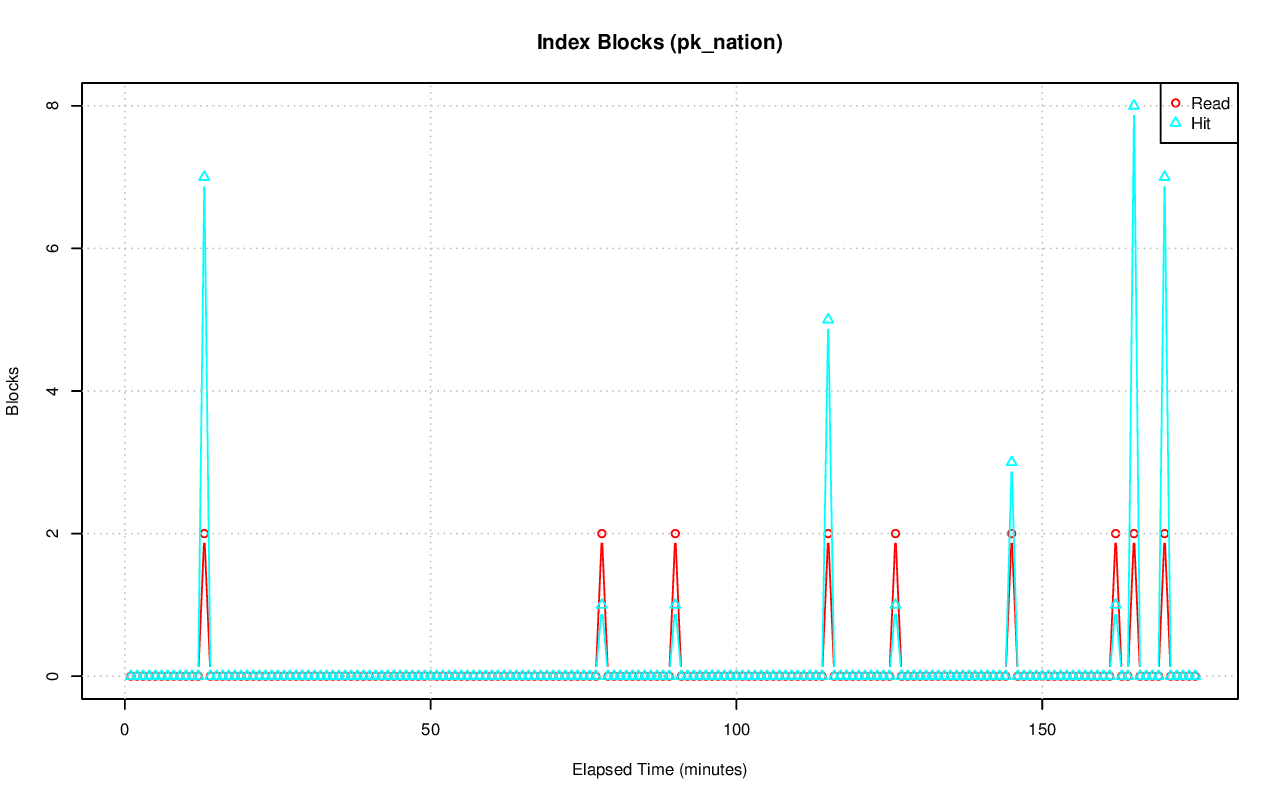 Index Blocks (pk_nation)
Read
Hit
8
6
4
2
0
Blocks
0
50
100
150
Elapsed Time (minutes)